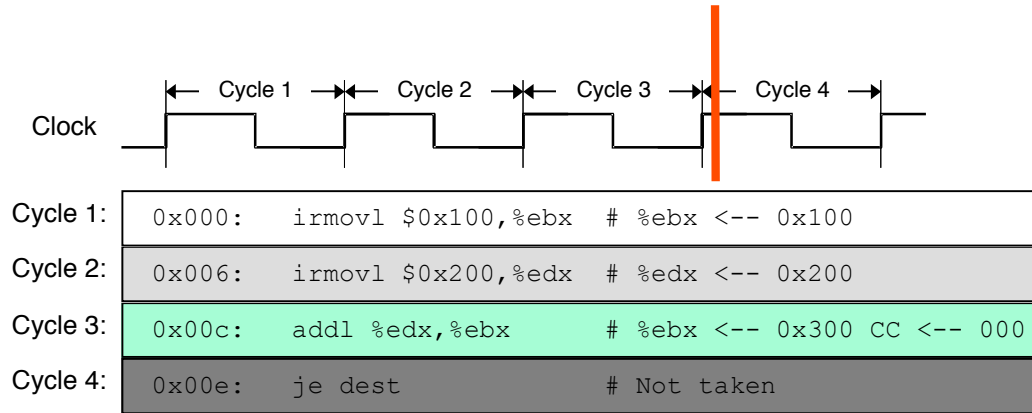 Cycle 1 Cycle 2 Cycle 3 Cycle 4
Clock
Cycle 1: 0x000: irmovl $0x100,%ebx # %ebx <-- 0x100
Cycle 2: 0x006: irmovl $0x200,%edx # %edx <-- 0x200
Cycle 3: 0x00c: addl %edx,%ebx # %ebx <-- 0x300 CC <-- 000
Cycle 4: 0x00e: je dest # Not taken